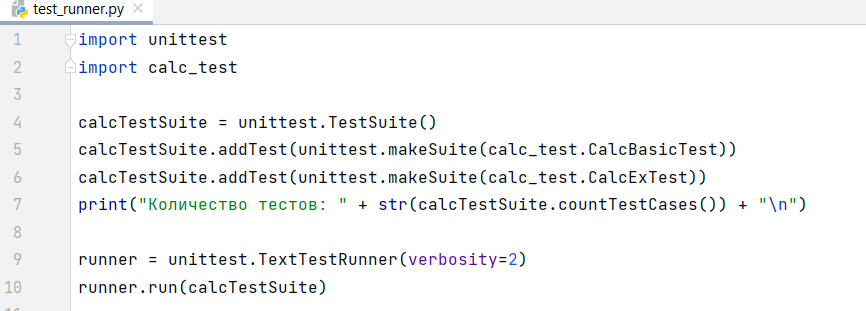 test_runner.py
1 import unittest
2 import calc_test
3
4 calcTestSuite = unittest.TestSuite()
5 calcTestSuite.addTest(unittest.makeSuite(calc_test.CalcBasicTest))
6 calcTestSuite.addTest(unittest.makeSuite(calc_test.CalcExTest))
7 print("Количество тестов: " + str(calcTestSuite.countTestCases()) + "\n")
8
9 runner = unittest.TextTestRunner(verbosity=2)
10 runner.run(calcTestSuite)